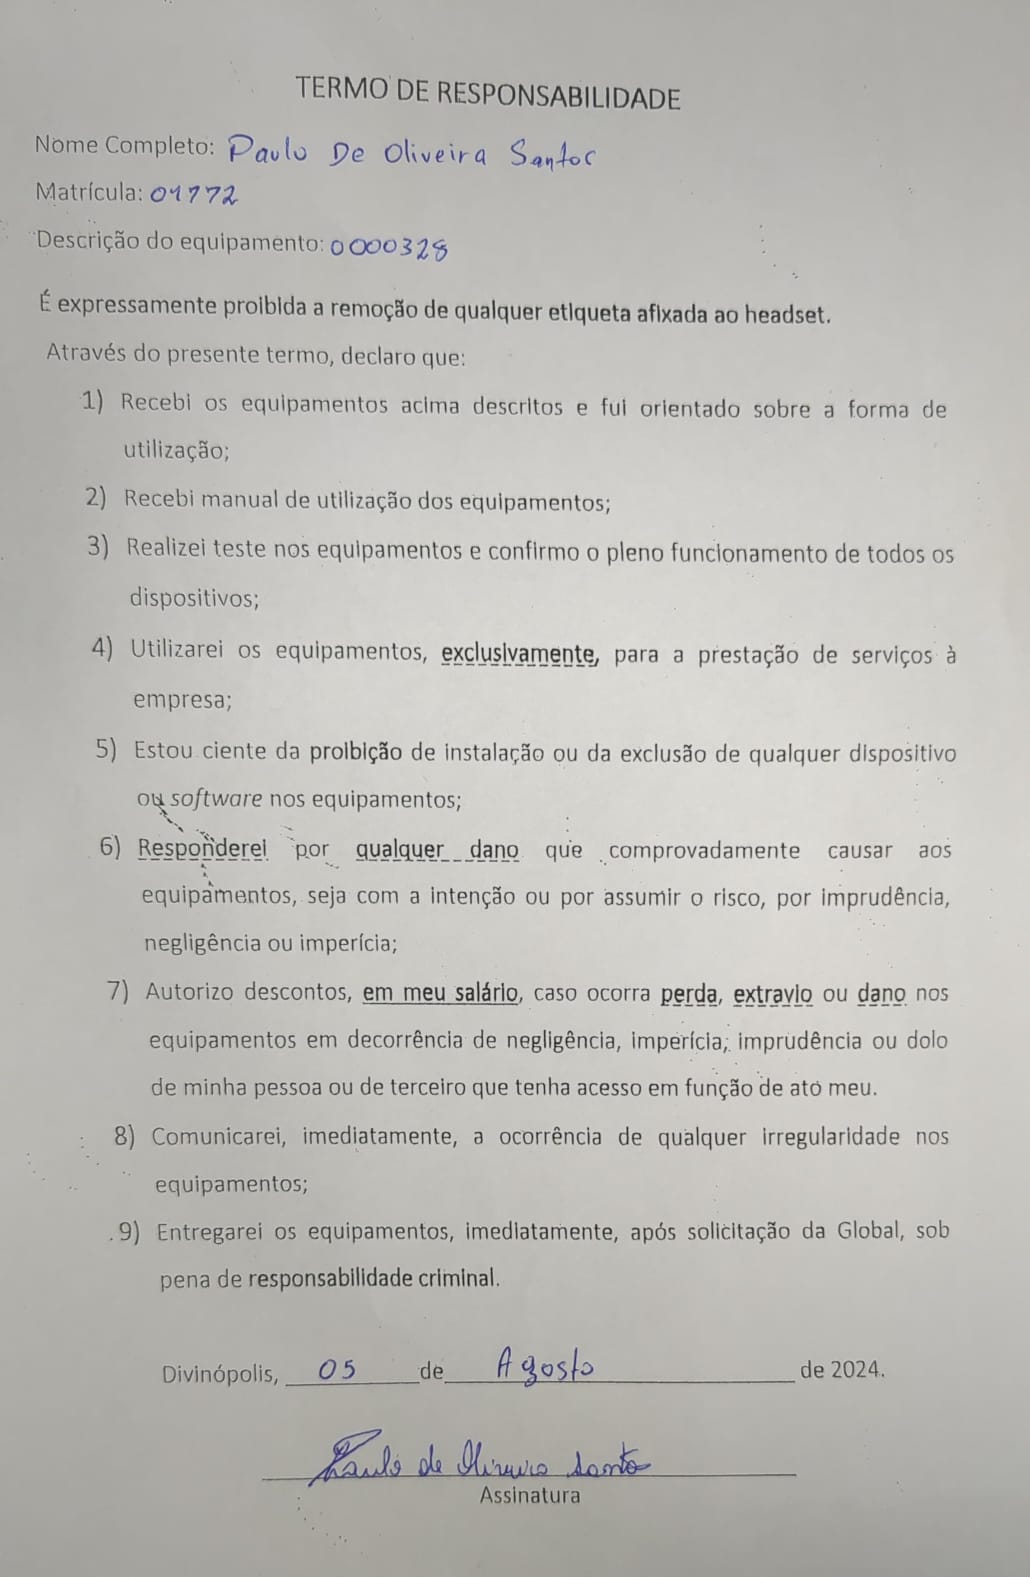 TERMO DE RESPONSABILIDADE
Nome Completo: Paulo De Oliveira Santos
Matrícula: 01772
Descrição do equipamento: 0000328
É expressamente proibida a remoção de qualquer etiqueta afixada ao headset.
Através do presente termo, declaro que:
1) Recebi os equipamentos acima descritos e fui orientado sobre a forma de
utilização;
2) Recebi manual de utilização dos equipamentos;
3) Realizei teste nos equipamentos e confirmo o pleno funcionamento de todos os
dispositivos;
4) Utilizarei os equipamentos, exclusivamente, para a prestação de serviços à
empresa;
5) Estou ciente da proibição de instalação ou da exclusão de qualquer dispositivo
ou software nos equipamentos;
6) Responderei por qualquer dano que comprovadamente causar aos
equipamentos, seja com a intenção ou por assumir o risco, por imprudência,
negligência ou imperícia;
7) Autorizo descontos, em meu salário, caso ocorra perda, extravio ou dano nos
equipamentos em decorrência de negligência, imperícia, imprudência ou dolo
de minha pessoa ou de terceiro que tenha acesso em função de ato meu.
8) Comunicarei, imediatamente, a ocorrência de qualquer irregularidade nos
equipamentos;
9) Entregarei os equipamentos, imediatamente, após solicitação da Global, sob
pena de responsabilidade criminal.
Divinópolis, 05 de Agosto de 2024.
Paulo de Oliveira Santos
Assinatura